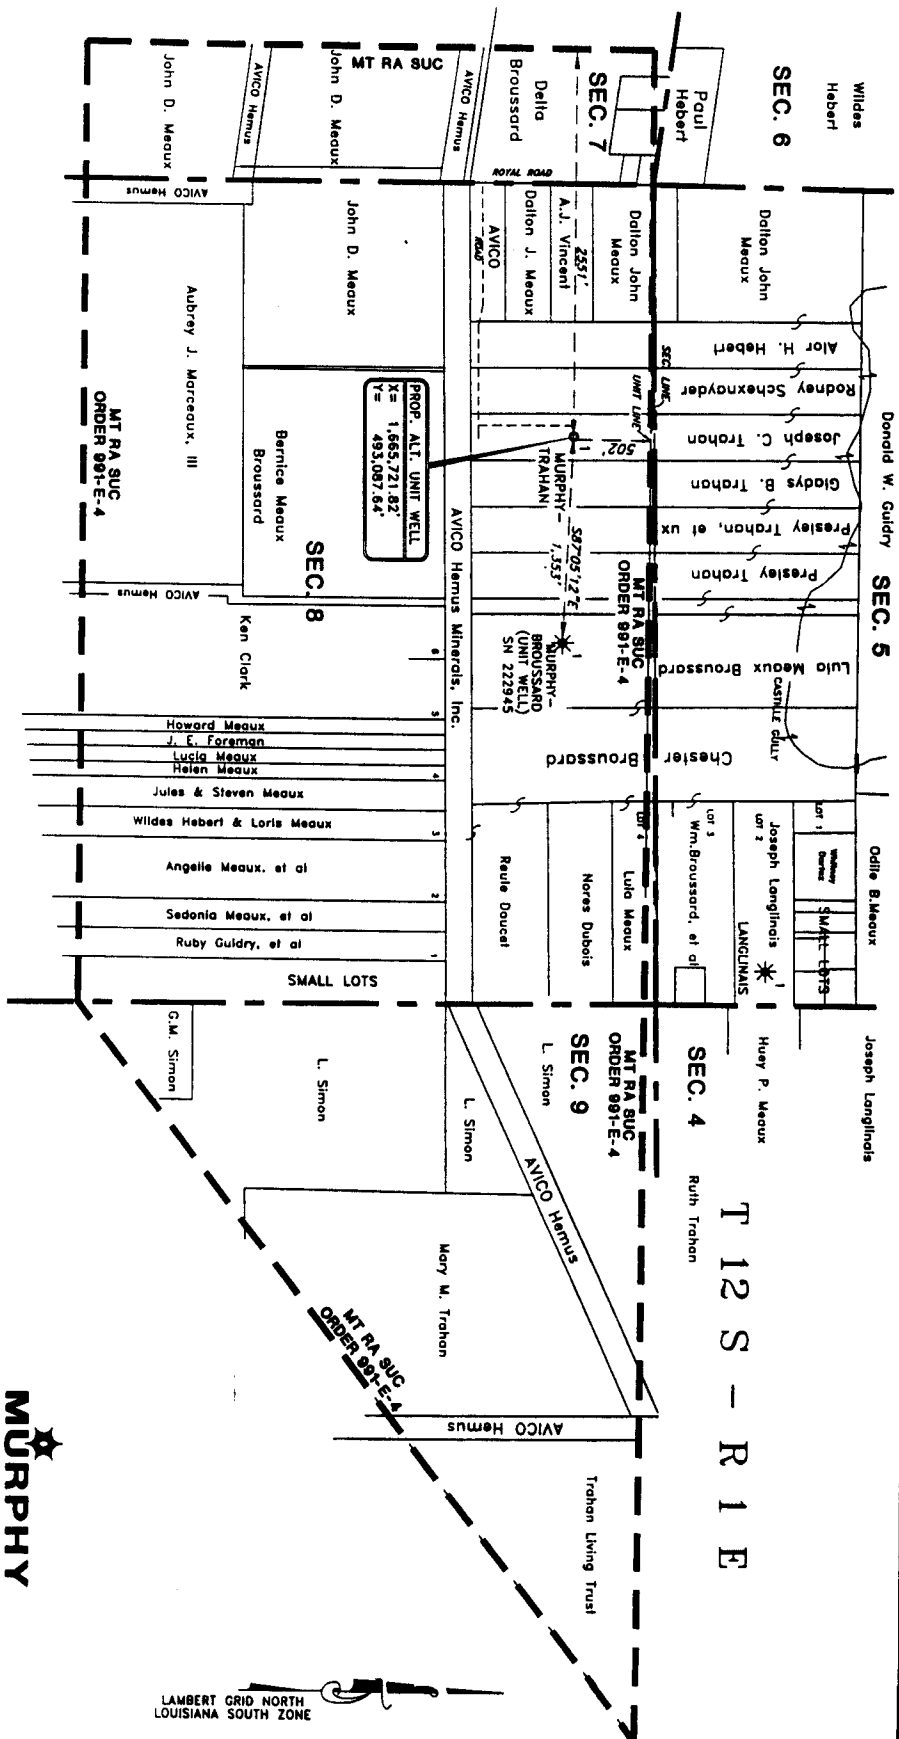 Wildes
Hebert
SEC. 6
Paul
Hebert
SEC. 7
Delta
Broussard
AVICO Hemus
MT RA SUC
John D. Meaux
AVICO Hemus
John D. Meaux
ROYAL ROAD
AVICO Hemus
Donald W. Guidry
SEC. 5
Odile B.Meaux
Joseph Langlinais
Dalton John
Meaux
Dalton John
Meaux
2551'
A.J. Vincent
Dalton J. Meaux
AVICO
ROAD
John D. Meaux
Aubrey J. Marceaux, III
Alor H. Hebert
Rodney Schexnayder
Joseph C. Trahan
Gladys B. Trahan
Presley Trahan, et ux
Presley Trahan
Lula Meaux Broussard
CASTILLE GULLY
Chester
Broussard
SEC. LINE
UNIT LINE
502'
1
MURPHY-
TRAHAN
S87°05'12"E
1,353'
MT RA SUC
ORDER 991-E-4
1
MURPHY-
BROUSSARD
(UNIT WELL)
SN 222945
PROP. ALT. UNIT WELL
X= 1,665,721.82'
Y= 493,087.64'
AVICO Hemus Minerals, Inc.
Bernice Meaux
Broussard
SEC. 8
MT RA SUC
ORDER 991-E-4
AVICO Hemus
Ken Clark
6
5
Howard Meaux
J. E. Foreman
Lucia Meaux
Helen Meaux
4
Jules & Steven Meaux
Wildes Hebert & Loris Meaux
3
Angelie Meaux, et al
2
Sedonia Meaux, et al
Ruby Guidry, et al
1
SMALL LOTS
LOT 1
SMALL LOTS
LOT 2
Joseph Langlinais
1
LANGLINAIS
LOT 3
Wm.Broussard, et al
LOT 4
Lula Meaux
Nores Dubois
Reule Doucet
Huey P. Meaux
SEC. 4
Ruth Trahan
T 12 S - R 1 E
MT RA SUC
ORDER 991-E-4
SEC. 9
L. Simon
L. Simon
L. Simon
G.M. Simon
AVICO Hemus
Mary M. Trahan
MT RA SUC
ORDER 991-E-4
AVICO Hemus
Trahan Living Trust
MURPHY
LAMBERT GRID NORTH
LOUISIANA SOUTH ZONE